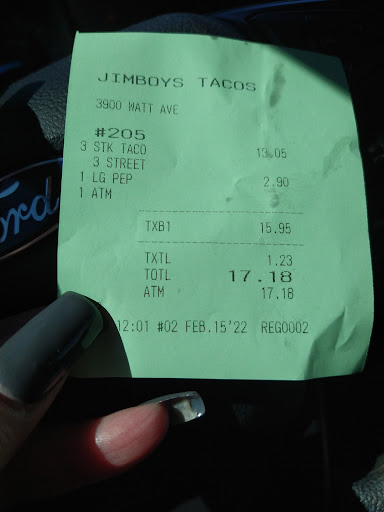 JIMBOYS TACOS
3900 WATT AVE
#205
3 STK TACO 13.05
3 STREET
1 LG PEP 2.90
1 ATM
TXB1 15.95
TXTL 1.23
TOTL 17.18
ATM 17.18
12:01 #02 FEB.15'22 REG0002
ord